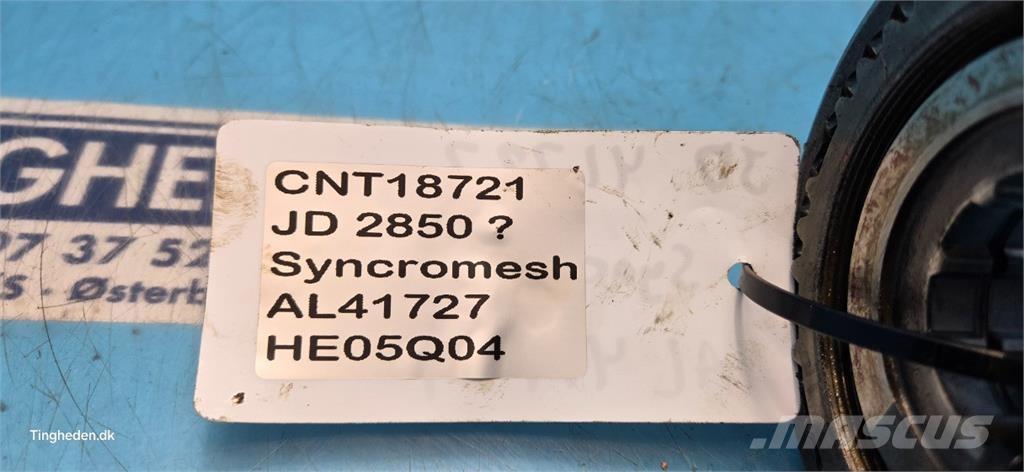 GHE
97 37 52
S - Østerb
CNT18721
JD 2850 ?
Syncromesh
AL41727
HE05Q04
Tingheden.dk
mascus